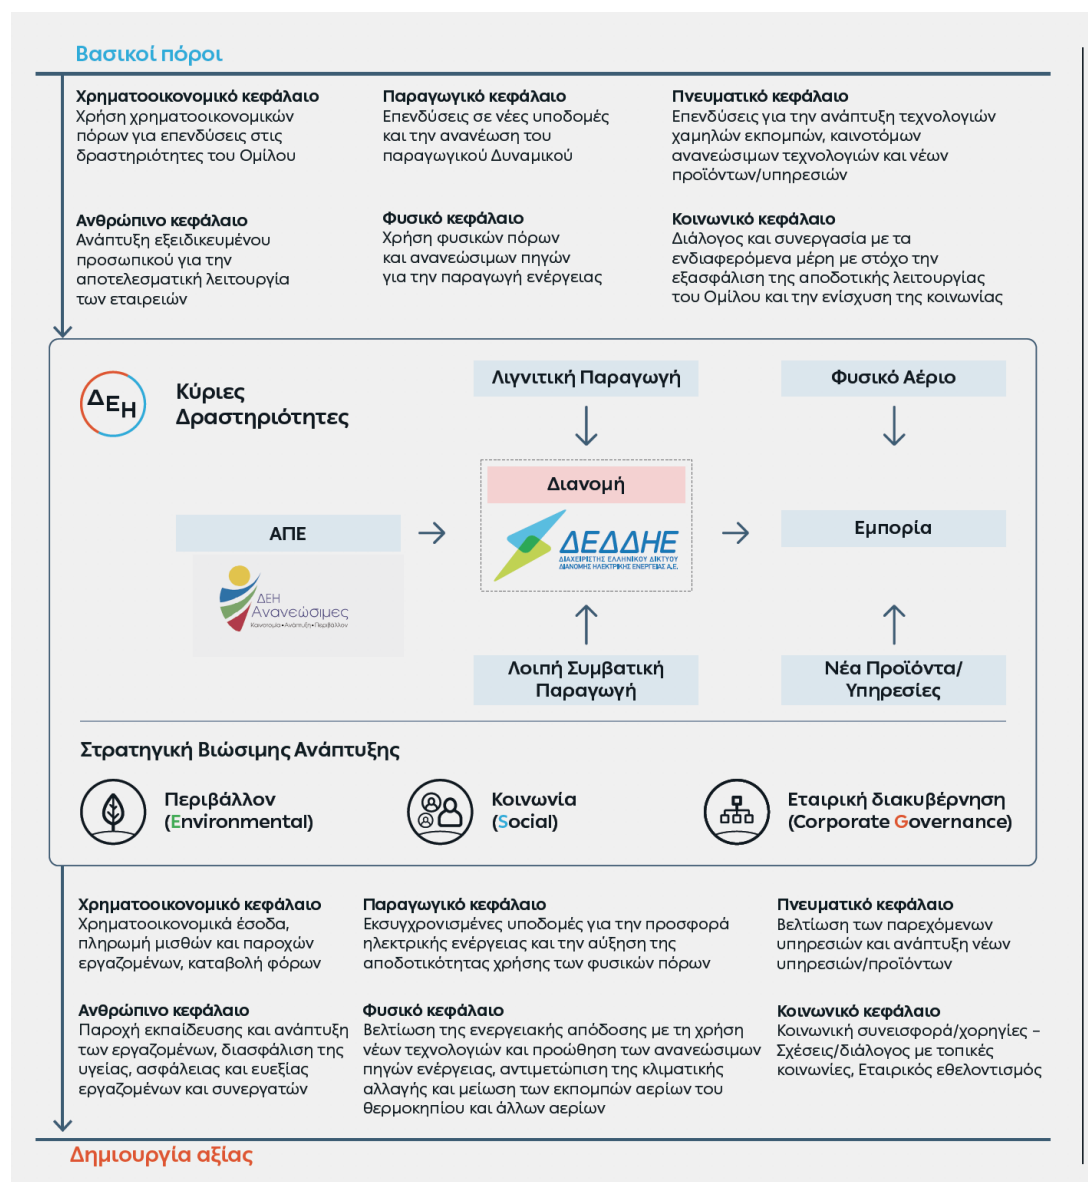 Βασικοί πόροι
Χρηματοοικονομικό κεφάλαιο
Χρήση χρηματοοικονομικών
πόρων για επενδύσεις στις
δραστηριότητες του Ομίλου
Παραγωγικό κεφάλαιο
Επενδύσεις σε νέες υποδομές
και την ανανέωση του
παραγωγικού Δυναμικού
Πνευματικό κεφάλαιο
Επενδύσεις για την ανάπτυξη τεχνολογιών
χαμηλών εκπομπών, καινοτόμων
ανανεώσιμων τεχνολογιών και νέων
προϊόντων/υπηρεσιών
Ανθρώπινο κεφάλαιο
Ανάπτυξη εξειδικευμένου
προσωπικού για την
αποτελεσματική λειτουργία
των εταιρειών
Φυσικό κεφάλαιο
Χρήση φυσικών πόρων
και ανανεώσιμων πηγών
για την παραγωγή ενέργειας
Κοινωνικό κεφάλαιο
Διάλογος και συνεργασία με τα
ενδιαφερόμενα μέρη με στόχο την
εξασφάλιση της αποδοτικής λειτουργίας
του Ομίλου και την ενίσχυση της κοινωνίας
ΔΕΗ
Κύριες
Δραστηριότητες
Λιγνιτική Παραγωγή
Φυσικό Αέριο
Διανομή
ΔΕΔΔΗΕ
ΔΙΑΧΕΙΡΙΣΤΗΣ ΕΛΛΗΝΙΚΟΥ ΔΙΚΤΥΟΥ
ΔΙΑΝΟΜΗΣ ΗΛΕΚΤΡΙΚΗΣ ΕΝΕΡΓΕΙΑΣ Α.Ε.
ΑΠΕ
Εμπορία
ΔΕΗ
Ανανεώσιμες
Καινοτομία•Ανάπτυξη•Περιβάλλον
Λοιπή Συμβατική
Παραγωγή
Νέα Προϊόντα/
Υπηρεσίες
Στρατηγική Βιώσιμης Ανάπτυξης
Περιβάλλον
(Environmental)
Κοινωνία
(Social)
Εταιρική διακυβέρνηση
(Corporate Governance)
Χρηματοοικονομικό κεφάλαιο
Χρηματοοικονομικά έσοδα,
πληρωμή μισθών και παροχών
εργαζομένων, καταβολή φόρων
Παραγωγικό κεφάλαιο
Εκσυγχρονισμένες υποδομές για την προσφορά
ηλεκτρικής ενέργειας και την αύξηση της
αποδοτικότητας χρήσης των φυσικών πόρων
Πνευματικό κεφάλαιο
Βελτίωση των παρεχόμενων
υπηρεσιών και ανάπτυξη νέων
υπηρεσιών/προϊόντων
Ανθρώπινο κεφάλαιο
Παροχή εκπαίδευσης και ανάπτυξη
των εργαζομένων, διασφάλιση της
υγείας, ασφάλειας και ευεξίας
εργαζομένων και συνεργατών
Φυσικό κεφάλαιο
Βελτίωση της ενεργειακής απόδοσης με τη χρήση
νέων τεχνολογιών και προώθηση των ανανεώσιμων
πηγών ενέργειας, αντιμετώπιση της κλιματικής
αλλαγής και μείωση των εκπομπών αερίων του
θερμοκηπίου και άλλων αερίων
Κοινωνικό κεφάλαιο
Κοινωνική συνεισφορά/χορηγίες –
Σχέσεις/διάλογος με τοπικές
κοινωνίες, Εταιρικός εθελοντισμός
Δημιουργία αξίας